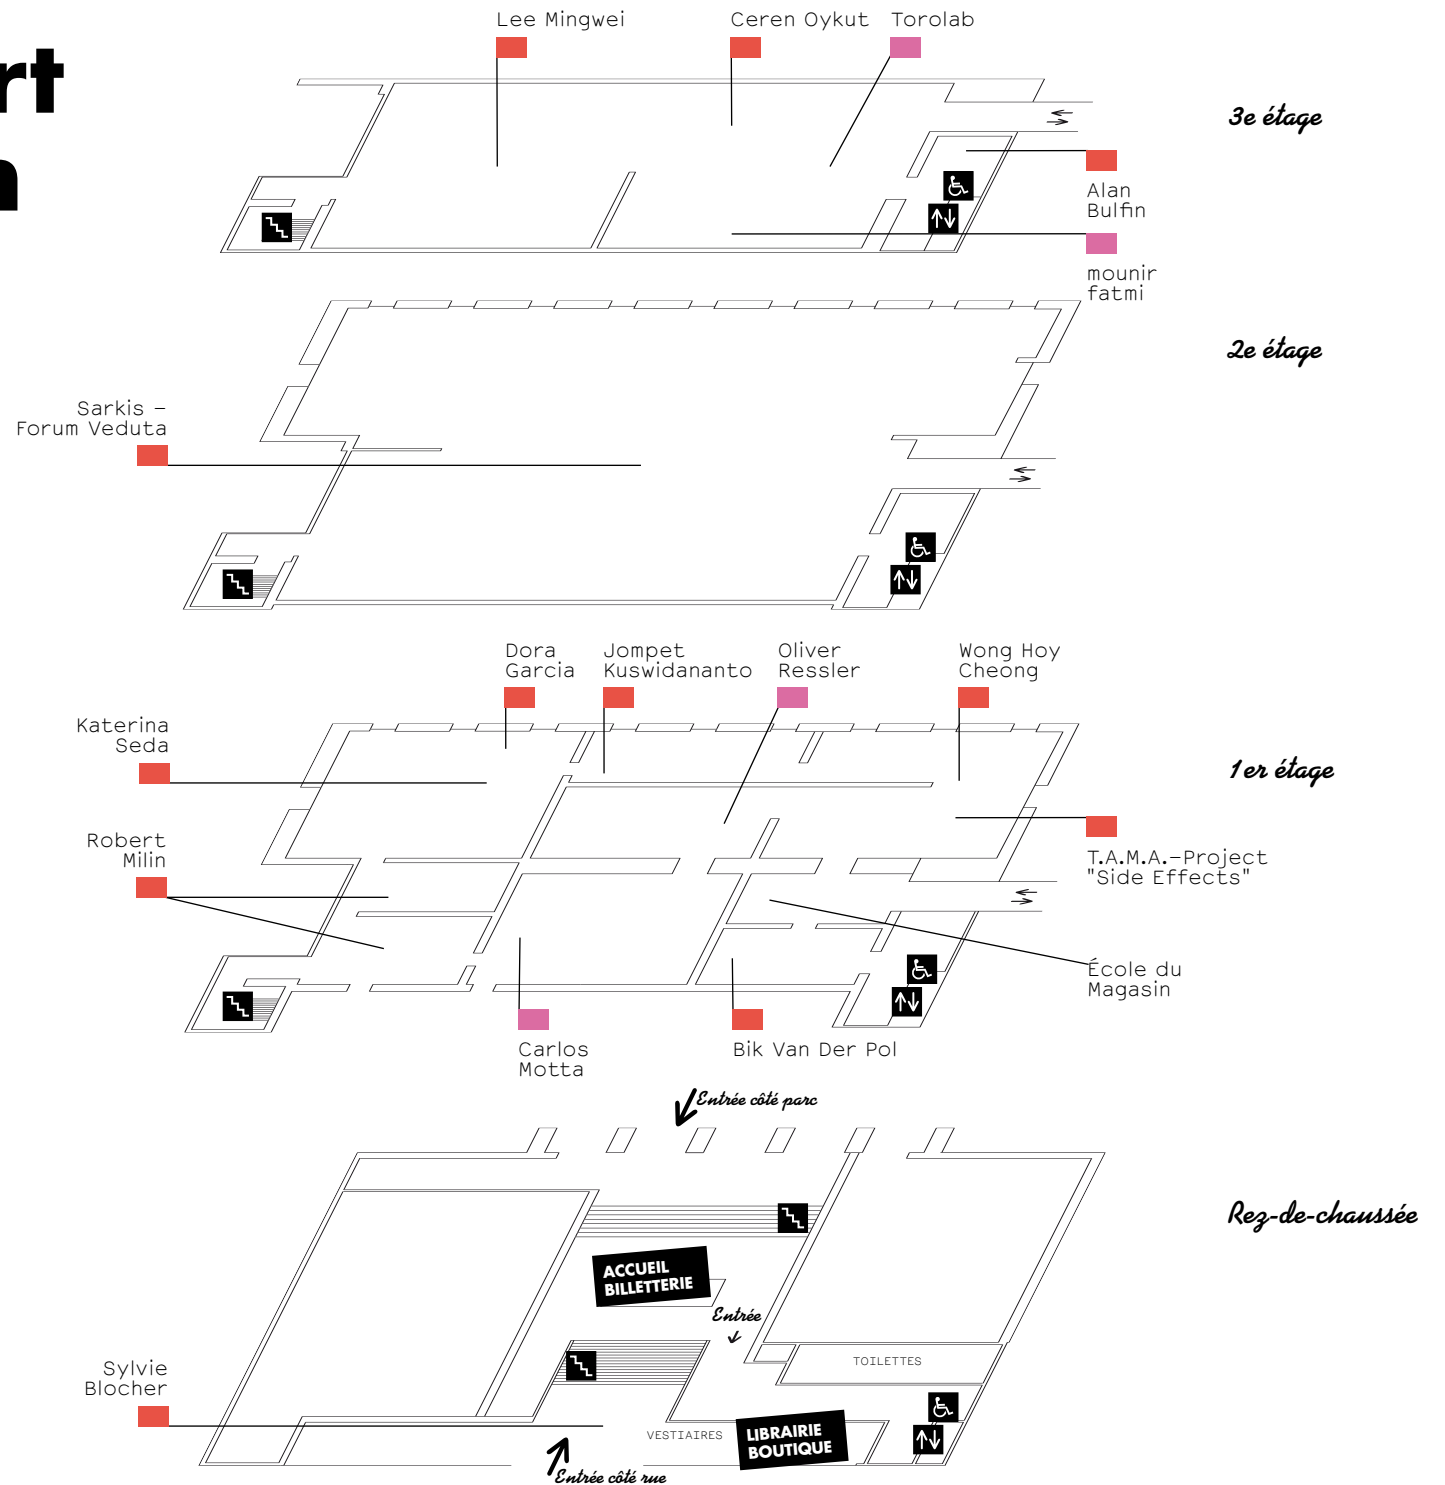 rt
n
Lee Mingwei
Ceren Oykut
Torolab
3e étage
Alan
Bulfin
mounir
fatmi
2e étage
Sarkis –
Forum Veduta
Dora
Garcia
Jompet
Kuswidananto
Oliver
Ressler
Wong Hoy
Cheong
Katerina
Seda
1er étage
Robert
Milin
T.A.M.A.–Project
"Side Effects"
École du
Magasin
Carlos
Motta
Bik Van Der Pol
Entrée côté parc
Rez-de-chaussée
ACCUEIL
BILLETTERIE
Entrée
TOILETTES
Sylvie
Blocher
VESTIAIRES
LIBRAIRIE
BOUTIQUE
Entrée côté rue